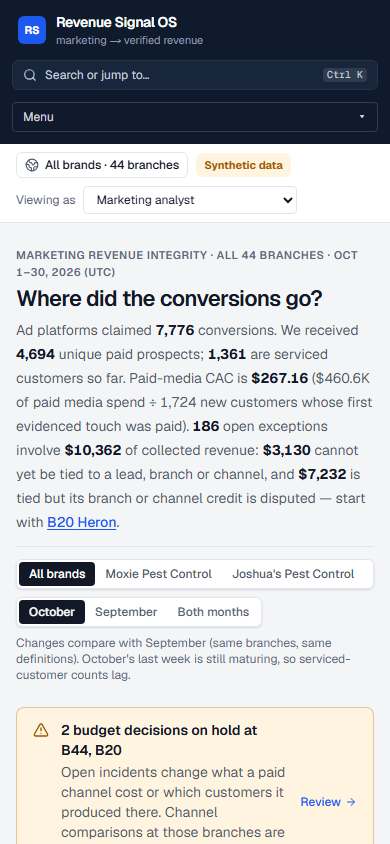 RS
Revenue Signal OS
marketing → verified revenue
Search or jump to... Ctrl K
Menu
All brands · 44 branches
Synthetic data
Viewing as
Marketing analyst
MARKETING REVENUE INTEGRITY · ALL 44 BRANCHES · OCT
1–30, 2026 (UTC)
Where did the conversions go?
Ad platforms claimed 7,776 conversions. We received
4,694 unique paid prospects; 1,361 are serviced
customers so far. Paid-media CAC is $267.16 ($460.6K
of paid media spend ÷ 1,724 new customers whose first
evidenced touch was paid). 186 open exceptions
involve $10,362 of collected revenue: $3,130 cannot
yet be tied to a lead, branch or channel, and $7,232 is
tied but its branch or channel credit is disputed — start
with B20 Heron.
All brands Moxie Pest Control Joshua's Pest Control
October September Both months
Changes compare with September (same branches, same
definitions). October's last week is still maturing, so serviced-
customer counts lag.
2 budget decisions on hold at
B44, B20
Open incidents change what a paid
channel cost or which customers it
produced there. Channel
comparisons at those branches are
Review →